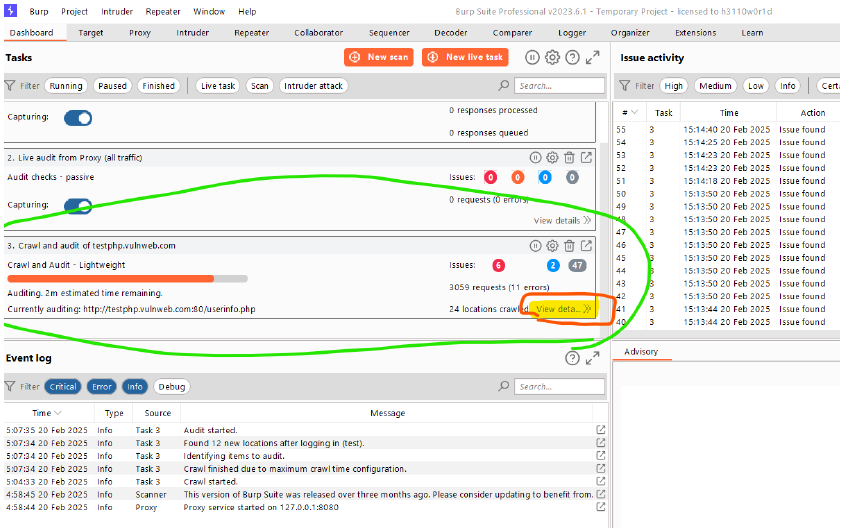 Burp Project Intruder Repeater Window Help Burp Suite Professional v2023.6.1 - Temporary Project - licensed to h3110w0r1d
Dashboard Target Proxy Intruder Repeater Collaborator Sequencer Decoder Comparer Logger Organizer Extensions Learn
Tasks New scan New live task
Filter Running Paused Finished Live task Scan Intruder attack Search...
0 responses processed
Capturing:
0 responses queued
2. Live audit from Proxy (all traffic)
Audit checks - passive Issues: 0 0 0 0
Capturing: 0 requests (0 errors)
View details
3. Crawl and audit of testphp.vulnweb.com
Crawl and Audit - Lightweight Issues: 6 2 47
3059 requests (11 errors)
Auditing. 2m estimated time remaining.
Currently auditing: http://testphp.vulnweb.com:80/userinfo.php 24 locations crawled View deta...
Event log
Filter Critical Error Info Debug Search...
Time Type Source Message
5:07:35 20 Feb 2025 Info Task 3 Audit started.
5:07:34 20 Feb 2025 Info Task 3 Found 12 new locations after logging in (test).
5:07:34 20 Feb 2025 Info Task 3 Identifying items to audit.
5:07:34 20 Feb 2025 Info Task 3 Crawl finished due to maximum crawl time configuration.
5:04:33 20 Feb 2025 Info Task 3 Crawl started.
4:58:45 20 Feb 2025 Info Scanner This version of Burp Suite was released over three months ago. Please consider updating to benefit from
4:58:44 20 Feb 2025 Info Proxy Proxy service started on 127.0.0.1:8080
Issue activity
Filter High Medium Low Info Certa
# Task Time Action
55 3 15:14:40 20 Feb 2025 Issue found
54 3 15:14:25 20 Feb 2025 Issue found
53 3 15:14:23 20 Feb 2025 Issue found
52 3 15:14:23 20 Feb 2025 Issue found
51 3 15:14:18 20 Feb 2025 Issue found
50 3 15:13:50 20 Feb 2025 Issue found
49 3 15:13:50 20 Feb 2025 Issue found
48 3 15:13:50 20 Feb 2025 Issue found
47 3 15:13:50 20 Feb 2025 Issue found
46 3 15:13:50 20 Feb 2025 Issue found
45 3 15:13:50 20 Feb 2025 Issue found
44 3 15:13:50 20 Feb 2025 Issue found
43 3 15:13:50 20 Feb 2025 Issue found
42 3 15:13:50 20 Feb 2025 Issue found
41 3 15:13:44 20 Feb 2025 Issue found
40 3 15:13:44 20 Feb 2025 Issue found
Advisory